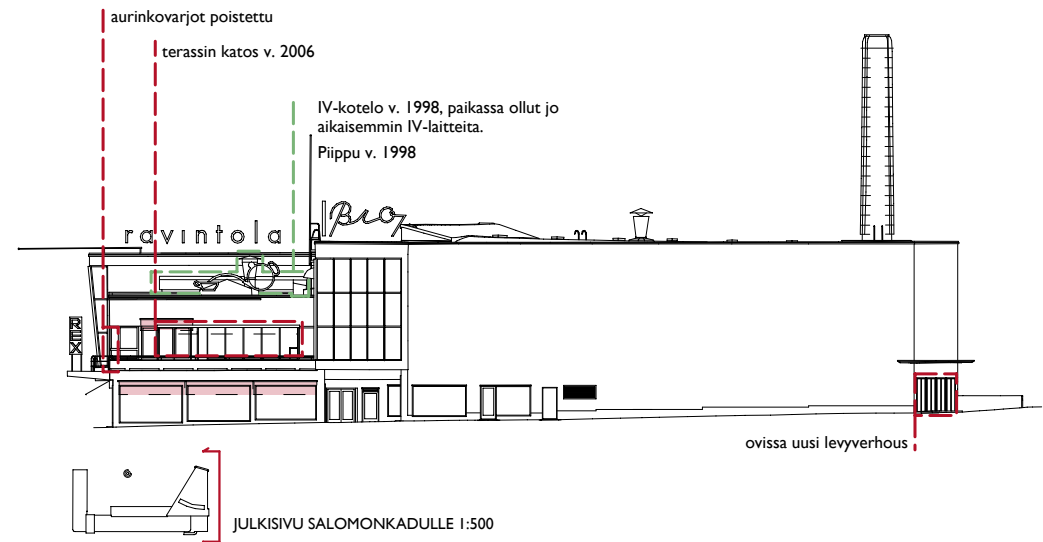 aurinkovarjot poistettu
terassin katos v. 2006
IV-kotelo v. 1998, paikassa ollut jo
aikaisemmin IV-laitteita.
Piippu v. 1998
Bio
ravintola
REX
ovissa uusi levyverhous
JULKISIVU SALOMONKADULLE 1:500